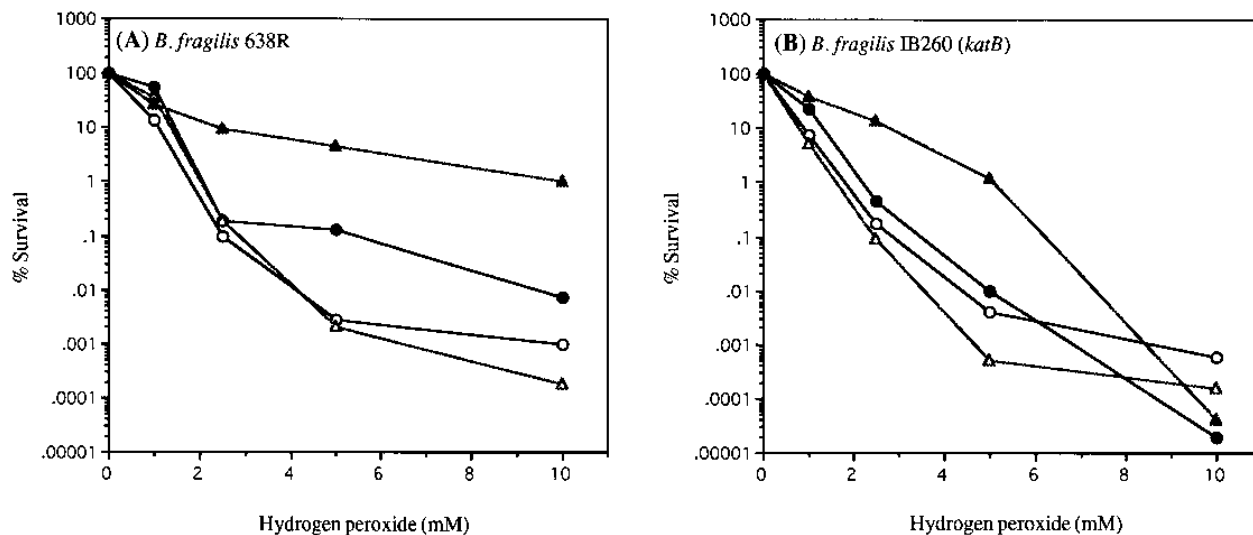 (A) B. fragilis 638R
1000
100
10
1
.1
.01
.001
.0001
.00001
% Survival
0 2 4 6 8 10
Hydrogen peroxide (mM)
(B) B. fragilis IB260 (katB)
1000
100
10
1
.1
.01
.001
.0001
.00001
% Survival
0 2 4 6 8 10
Hydrogen peroxide (mM)